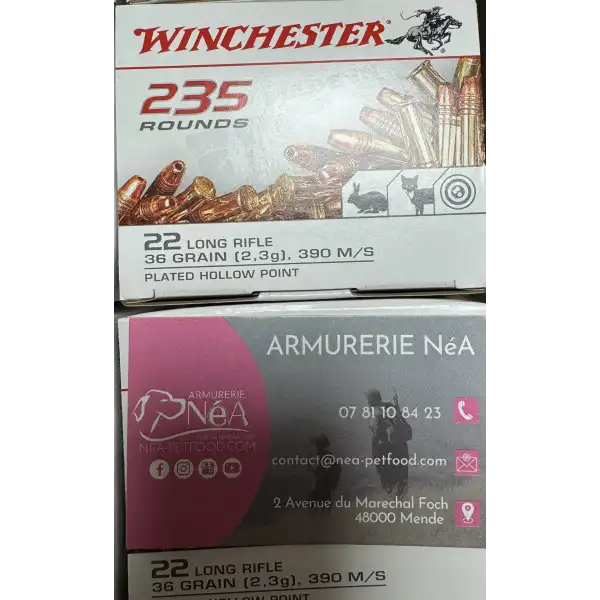 WINCHESTER
235
ROUNDS
22 LONG RIFLE
36 GRAIN (2,3g), 390 M/S
PLATED HOLLOW POINT
ARMURERIE NéA
ARMURERIE
NéA
NEA-PETFOOD.COM
07 81 10 84 23
contact@nea-petfood.com
2 Avenue du Marechal Foch
48000 Mende
22 LONG RIFLE
36 GRAIN (2,3g), 390 M/S
HOLLOW POINT